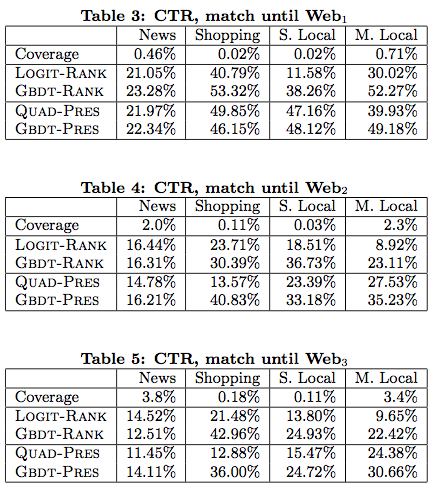 Table 3: CTR, match until Web₁
News Shopping S. Local M. Local
Coverage 0.46% 0.02% 0.02% 0.71%
LOGIT-RANK 21.05% 40.79% 11.58% 30.02%
GBDT-RANK 23.28% 53.32% 38.26% 52.27%
QUAD-PRES 21.97% 49.85% 47.16% 39.93%
GBDT-PRES 22.34% 46.15% 48.12% 49.18%
Table 4: CTR, match until Web₂
News Shopping S. Local M. Local
Coverage 2.0% 0.11% 0.03% 2.3%
LOGIT-RANK 16.44% 23.71% 18.51% 8.92%
GBDT-RANK 16.31% 30.39% 36.73% 23.11%
QUAD-PRES 14.78% 13.57% 23.39% 27.53%
GBDT-PRES 16.21% 40.83% 33.18% 35.23%
Table 5: CTR, match until Web₃
News Shopping S. Local M. Local
Coverage 3.8% 0.18% 0.11% 3.4%
LOGIT-RANK 14.52% 21.48% 13.80% 9.65%
GBDT-RANK 12.51% 42.96% 24.93% 22.42%
QUAD-PRES 11.45% 12.88% 15.47% 24.38%
GBDT-PRES 14.11% 36.00% 24.72% 30.66%